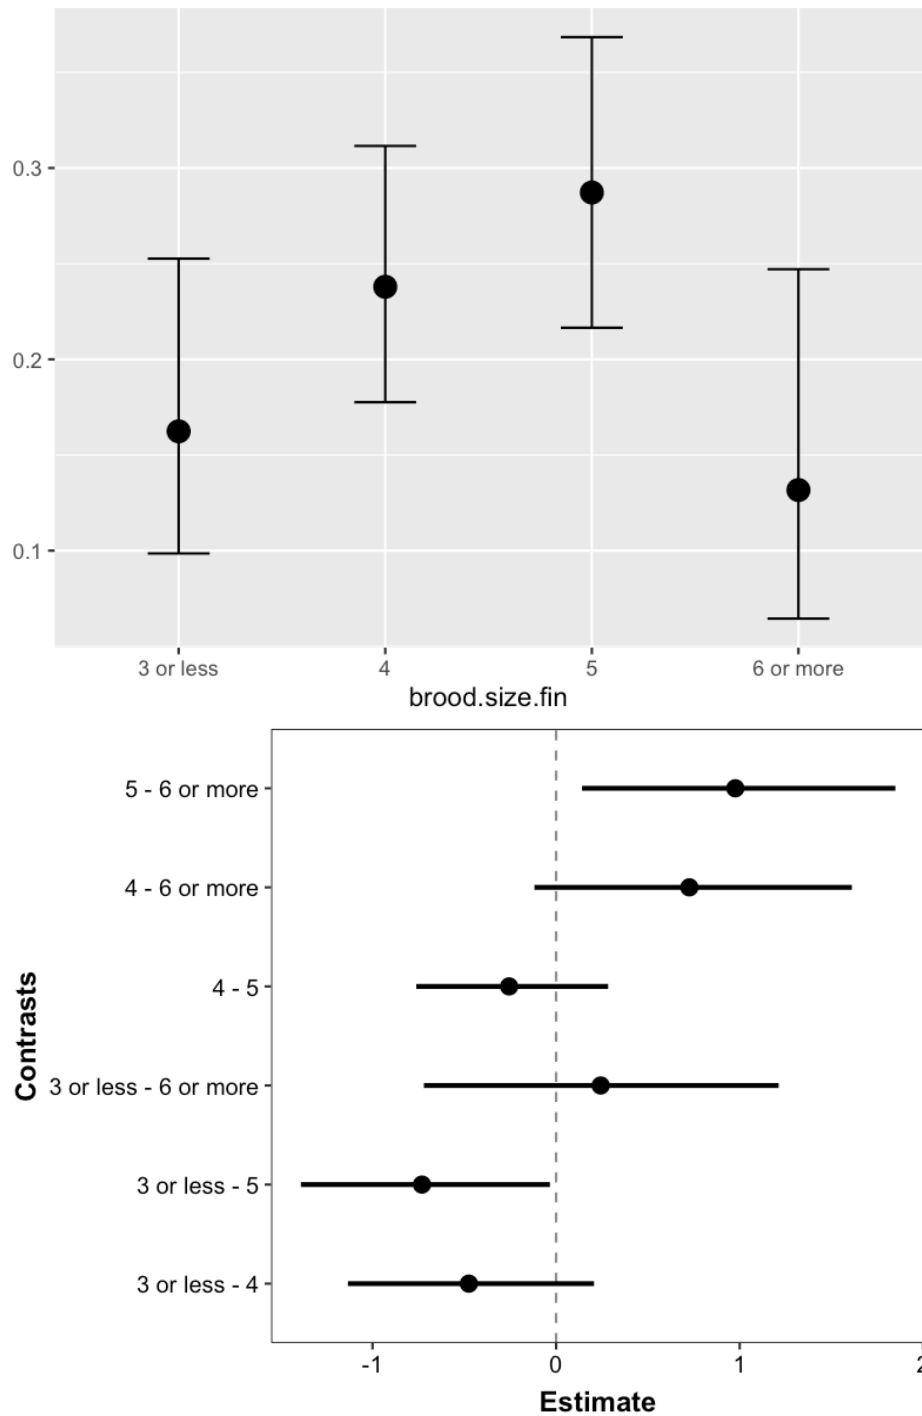 0.3
0.2
0.1
3 or less 4 5 6 or more
brood.size.fin
5 - 6 or more
4 - 6 or more
4 - 5
3 or less - 6 or more
3 or less - 5
3 or less - 4
Contrasts
-1 0 1 2
Estimate